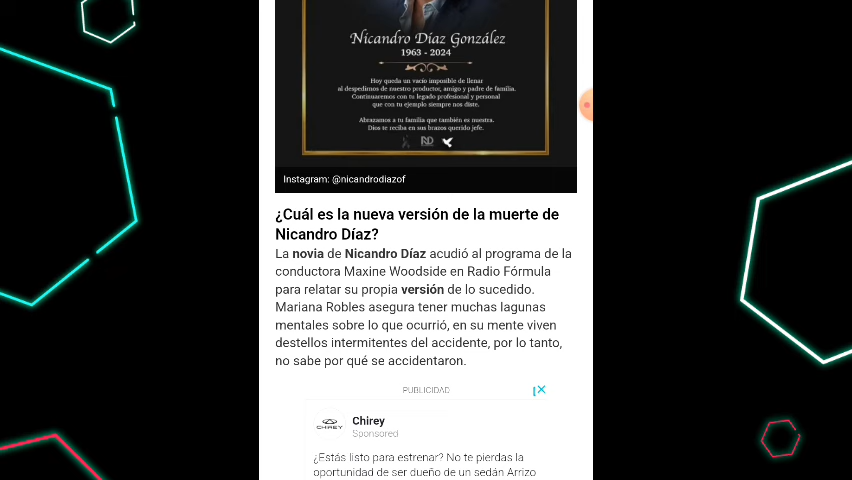 Nicandro Díaz González
1963 - 2024
Hoy queda un vacío imposible de llenar
al despedirnos de nuestro productor, amigo y padre de familia.
Continuaremos con tu legado profesional y personal
que con tu ejemplo siempre nos diste.
Abrazamos a tu familia que también es nuestra.
Dios te reciba en sus brazos querido jefe.
ND
Instagram: @nicandrodiazof
¿Cuál es la nueva versión de la muerte de
Nicandro Díaz?
La novia de Nicandro Díaz acudió al programa de la
conductora Maxine Woodside en Radio Fórmula
para relatar su propia versión de lo sucedido.
Mariana Robles asegura tener muchas lagunas
mentales sobre lo que ocurrió, en su mente viven
destellos intermitentes del accidente, por lo tanto,
no sabe por qué se accidentaron.
PUBLICIDAD
CHIREY
Chirey
Sponsored
¿Estás listo para estrenar? No te pierdas la
oportunidad de ser dueño de un sedán Arrizo